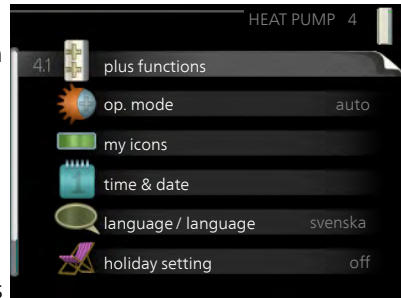 HEAT PUMP 4
4.1 plus functions
op. mode auto
my icons
1
time & date
language / language svenska
holiday setting off
s